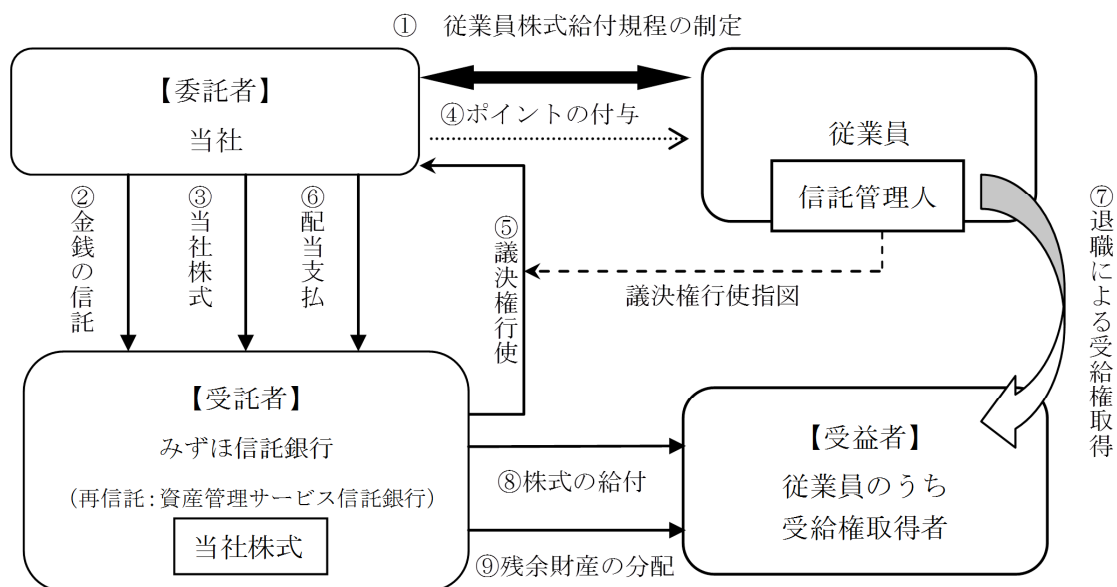 ① 従業員株式給付規程の制定
【委託者】
当社
④ポイントの付与
従業員
信託管理人
②金銭の信託
③当社株式
⑥配当支払
⑤議決権行使
議決権行使指図
⑦退職による受給権取得
【受託者】
みずほ信託銀行
(再信託:資産管理サービス信託銀行)
当社株式
⑧株式の給付
⑨残余財産の分配
【受益者】
従業員のうち
受給権取得者